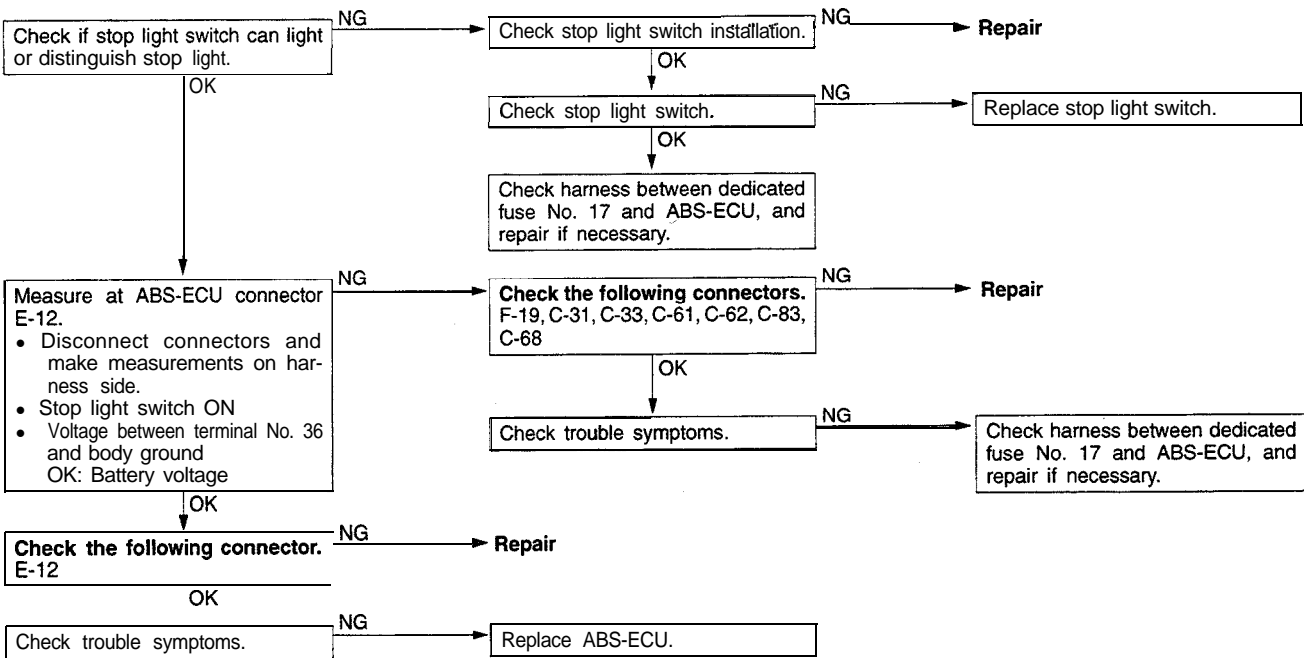 Check if stop light switch can light
or distinguish stop light.
NG
OK
Check stop light switch installation.
NG
Repair
OK
Check stop light switch.
NG
Replace stop light switch.
OK
Check harness between dedicated
fuse No. 17 and ABS-ECU, and
repair if necessary.
Measure at ABS-ECU connector
E-12.
• Disconnect connectors and
make measurements on har-
ness side.
• Stop light switch ON
• Voltage between terminal No. 36
and body ground
OK: Battery voltage
NG
OK
Check the following connectors.
F-19, C-31, C-33, C-61, C-62, C-83,
C-68
NG
Repair
OK
Check trouble symptoms.
NG
Check harness between dedicated
fuse No. 17 and ABS-ECU, and
repair if necessary.
Check the following connector.
E-12
NG
Repair
OK
Check trouble symptoms.
NG
Replace ABS-ECU.